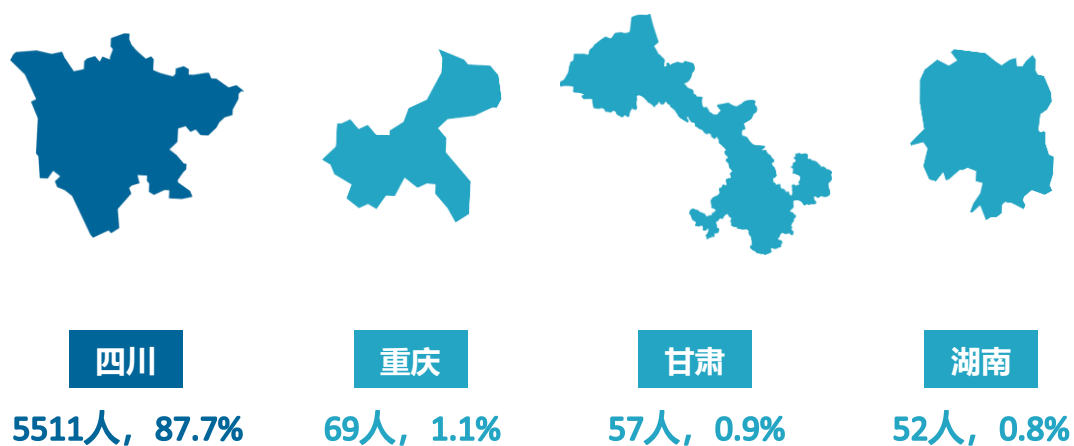 四川
重庆
甘肃
湖南
5511人，87.7%
69人，1.1%
57人，0.9%
52人，0.8%